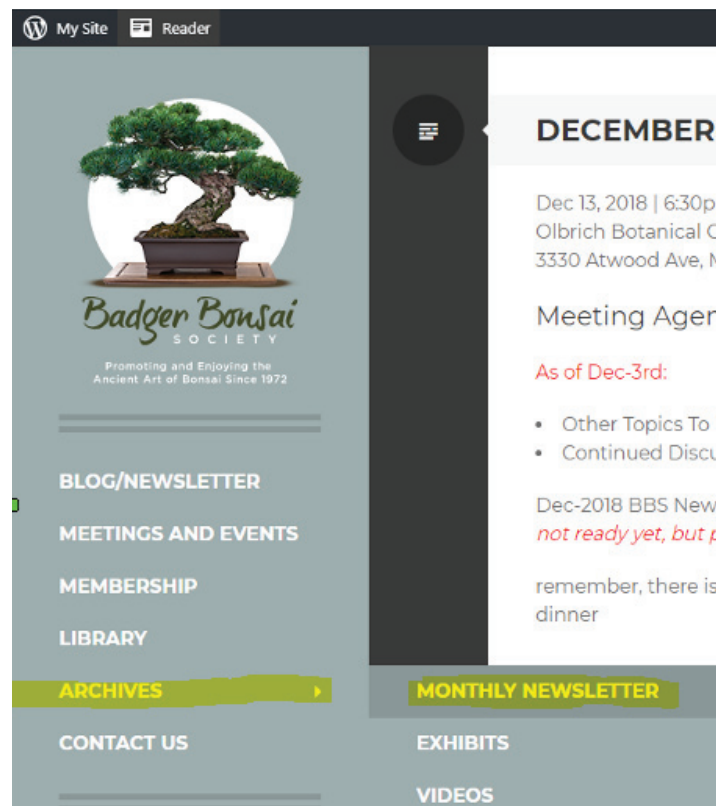 My Site Reader
Badger Bonsai
SOCIETY
Promoting and Enjoying the
Ancient Art of Bonsai Since 1972
BLOG/NEWSLETTER
MEETINGS AND EVENTS
MEMBERSHIP
LIBRARY
ARCHIVES
CONTACT US
DECEMBER
Dec 13, 2018 | 6:30p
Olbrich Botanical
3330 Atwood Ave,
Meeting Agen
As of Dec-3rd:
• Other Topics To
• Continued Discu
Dec-2018 BBS New
not ready yet, but p
remember, there is
dinner
MONTHLY NEWSLETTER
EXHIBITS
VIDEOS